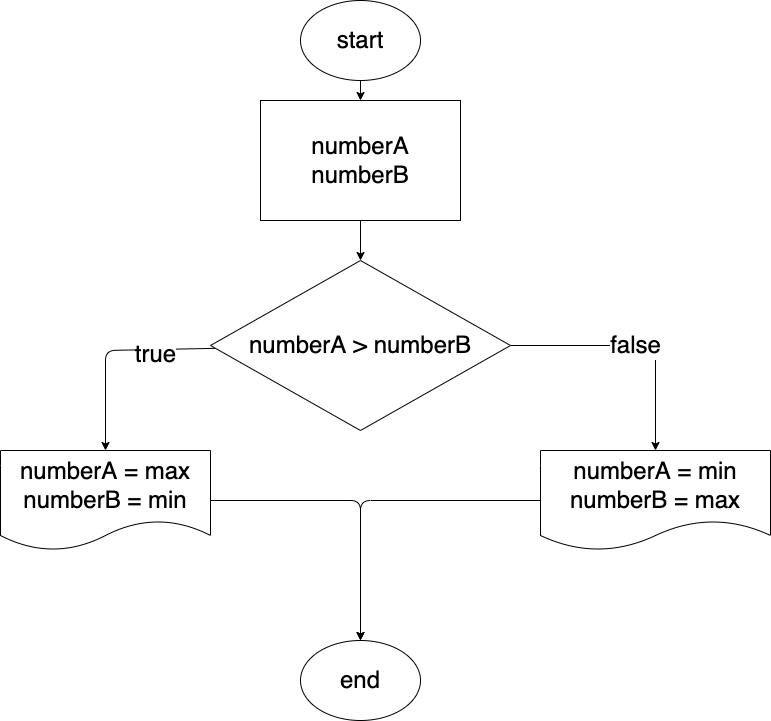 start
numberA
numberB
numberA > numberB
true
false
numberA = max
numberB = min
numberA = min
numberB = max
end